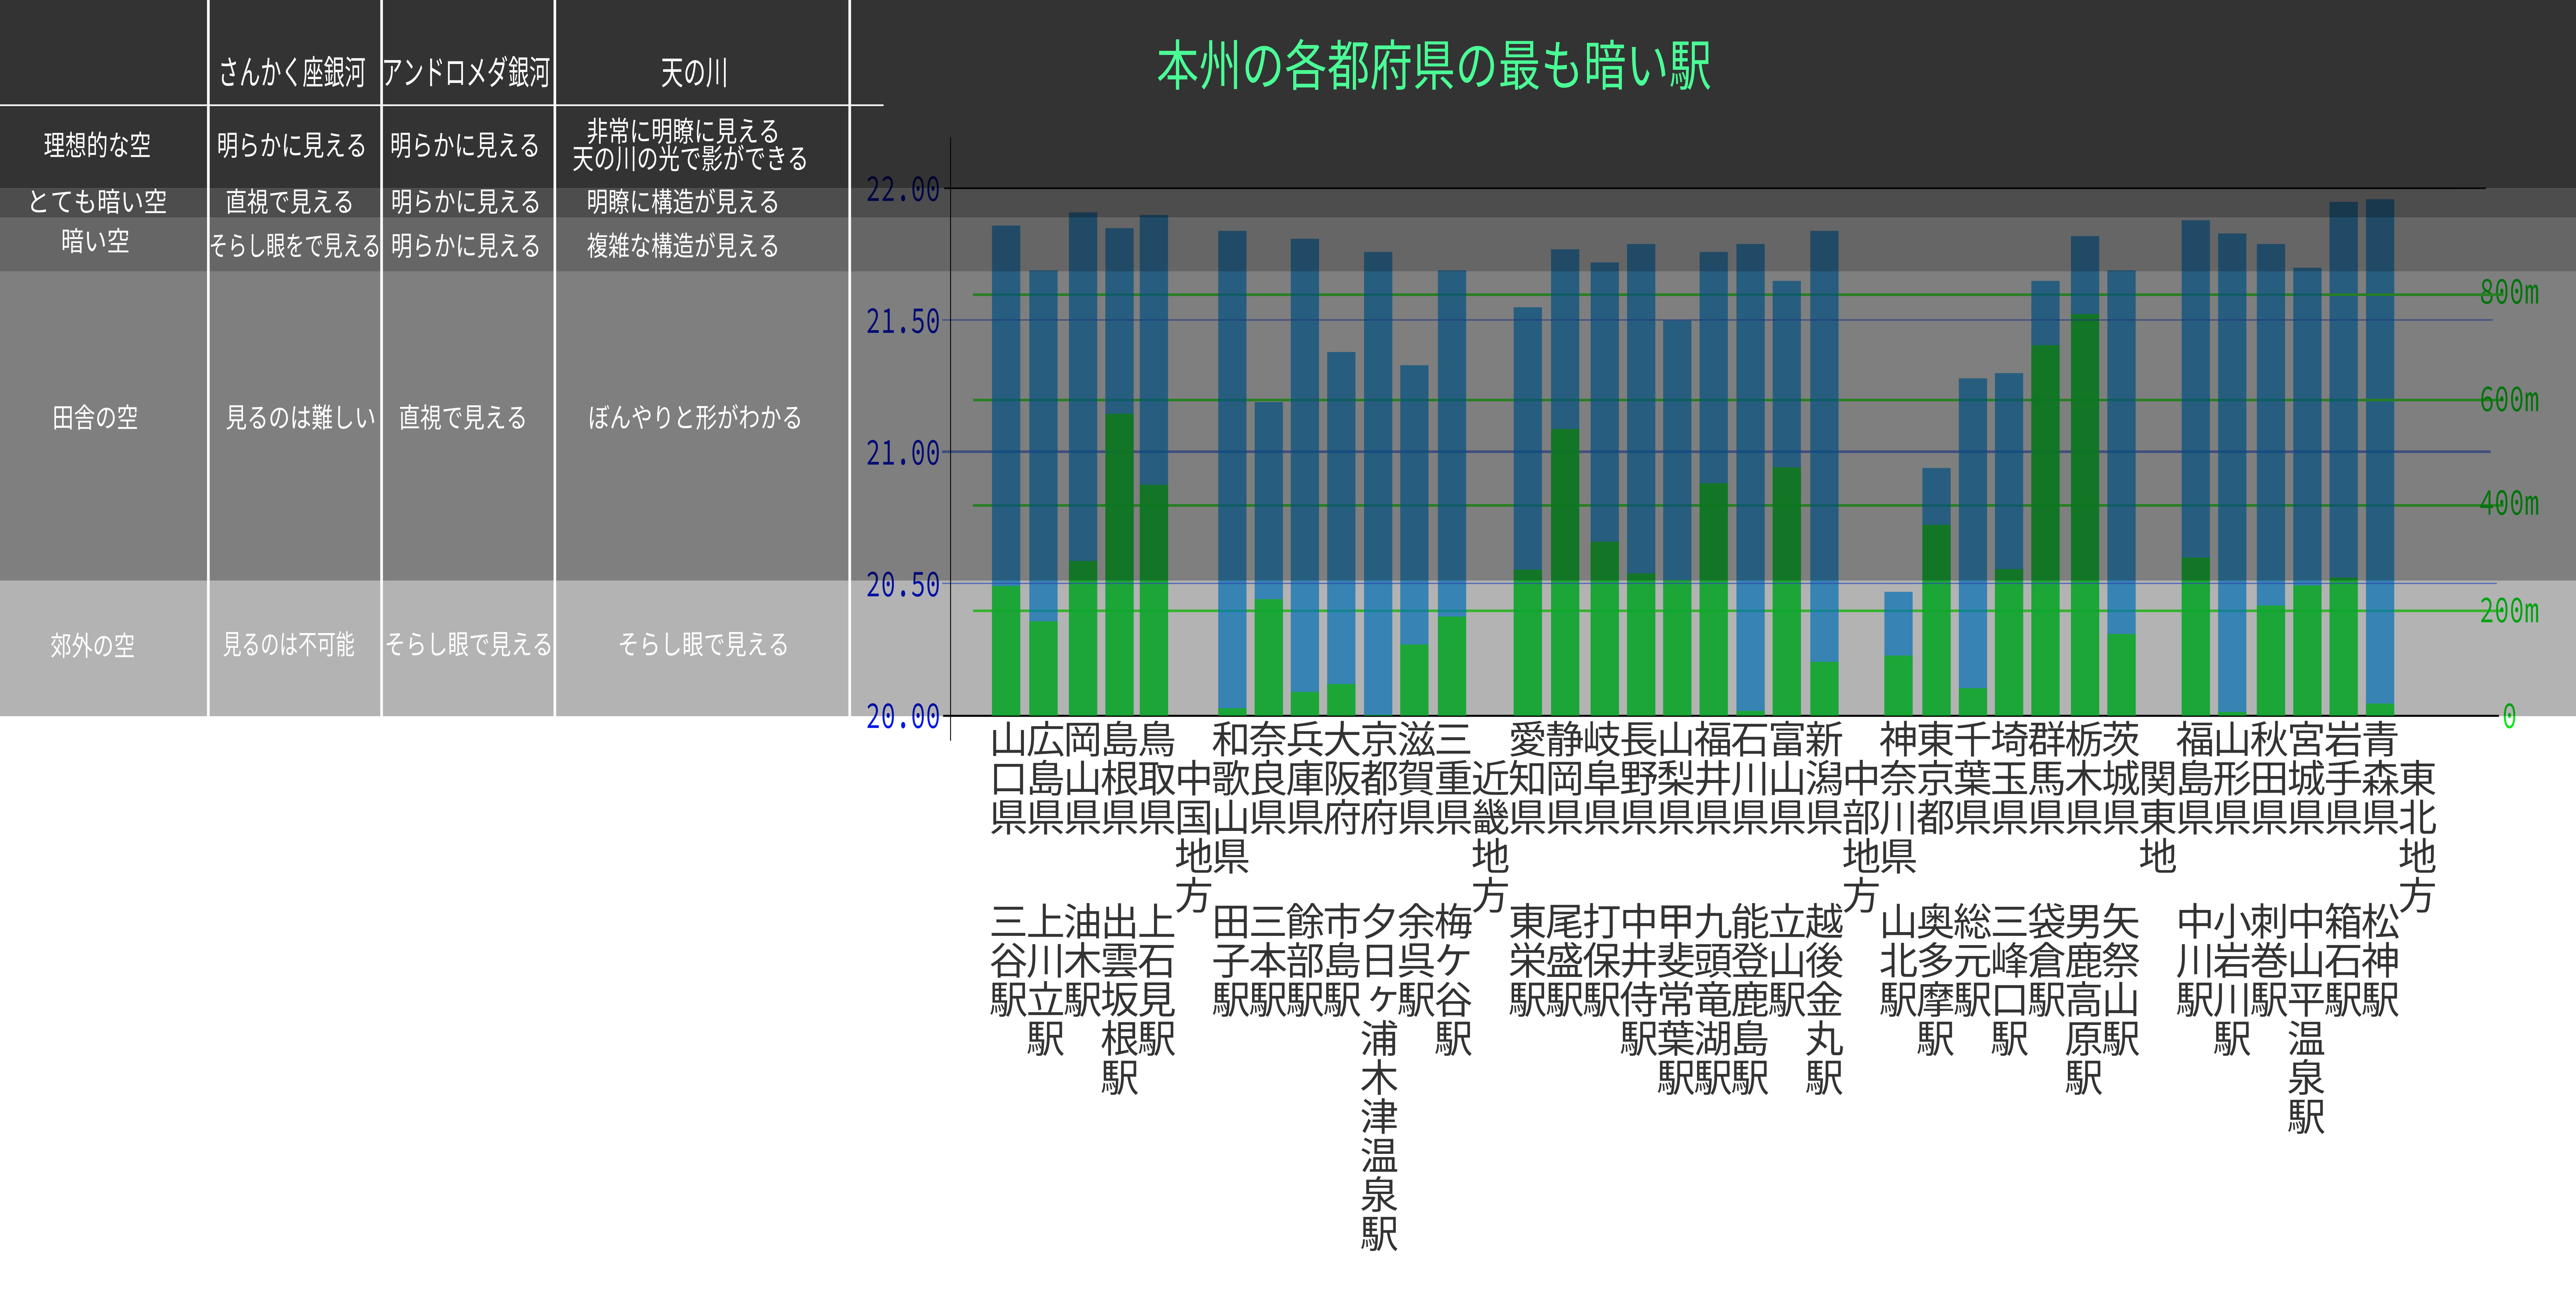 本州の各都府県の最も暗い駅
さんかく座銀河 アンドロメダ銀河 天の川
理想的な空 明らかに見える 明らかに見える 非常に明瞭に見える
天の川の光で影ができる
とても暗い空 直視で見える 明らかに見える 明瞭に構造が見える
暗い空 そらし眼をで見える 明らかに見える 複雑な構造が見える
田舎の空 見るのは難しい 直視で見える ぼんやりと形がわかる
郊外の空 見るのは不可能 そらし眼で見える そらし眼で見える
22.00
21.50
21.00
20.50
20.00
800m
600m
400m
200m
0
山口県 三谷駅
広島県 上川立駅
岡山県 油木駅
島根県 出雲坂根駅
鳥取県 上石見駅
中国地方
和歌山県 田子駅
奈良県 三本駅
兵庫県 餘部駅
大阪府 市島駅
京都府 夕日ヶ浦木津温泉駅
滋賀県 余呉駅
三重県 梅ケ谷駅
近畿地方
愛知県 東栄駅
静岡県 尾盛駅
岐阜県 打保駅
長野県 中井侍駅
山梨県 甲斐常葉駅
福井県 九頭竜湖駅
石川県 能登鹿島駅
富山県 立山駅
新潟県 越後金丸駅
中部地方
神奈川県 山北駅
東京都 奥多摩駅
千葉県 総元駅
埼玉県 三峰口駅
群馬県 袋倉駅
栃木県 男鹿高原駅
茨城県 矢祭山駅
関東地
福島県 中川駅
山形県 小岩川駅
秋田県 刺巻駅
宮城県 中山平温泉駅
岩手県 箱石駅
青森県 松神駅
東北地方